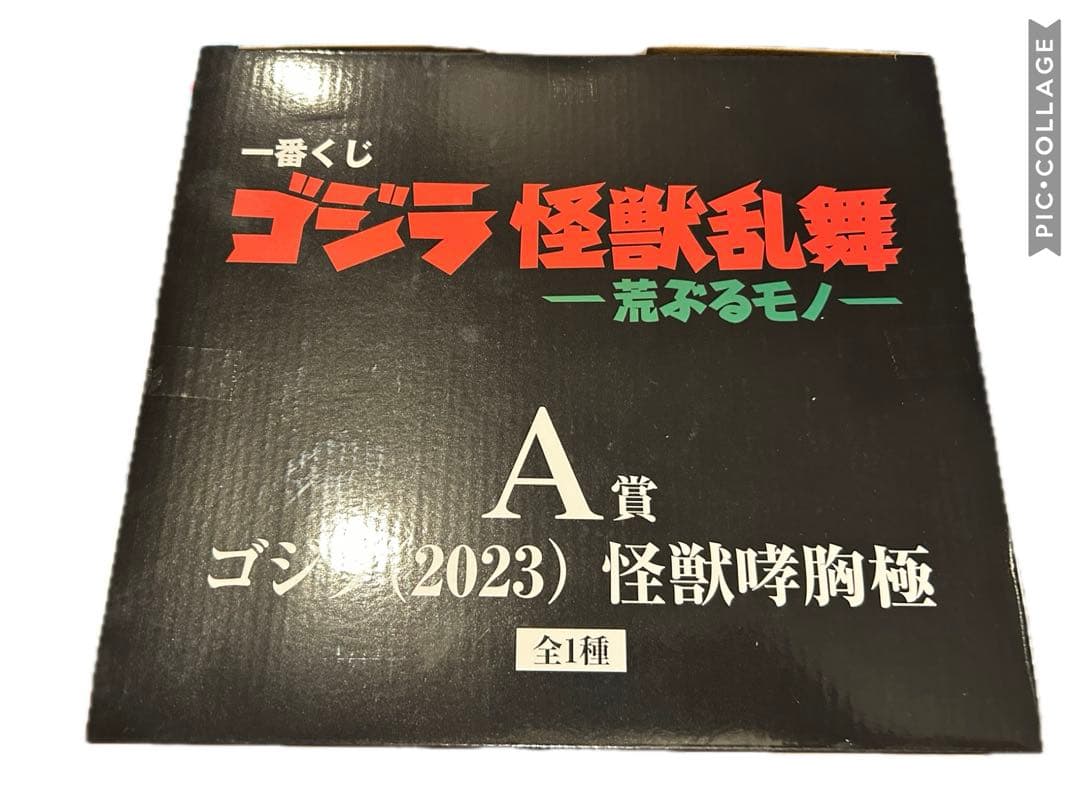 一番くじ
ゴジラ 怪獣乱舞
―荒ぶるモノ―
A賞
ゴジラ(2023) 怪獣哮胸極
全1種
PIC•COLLAGE